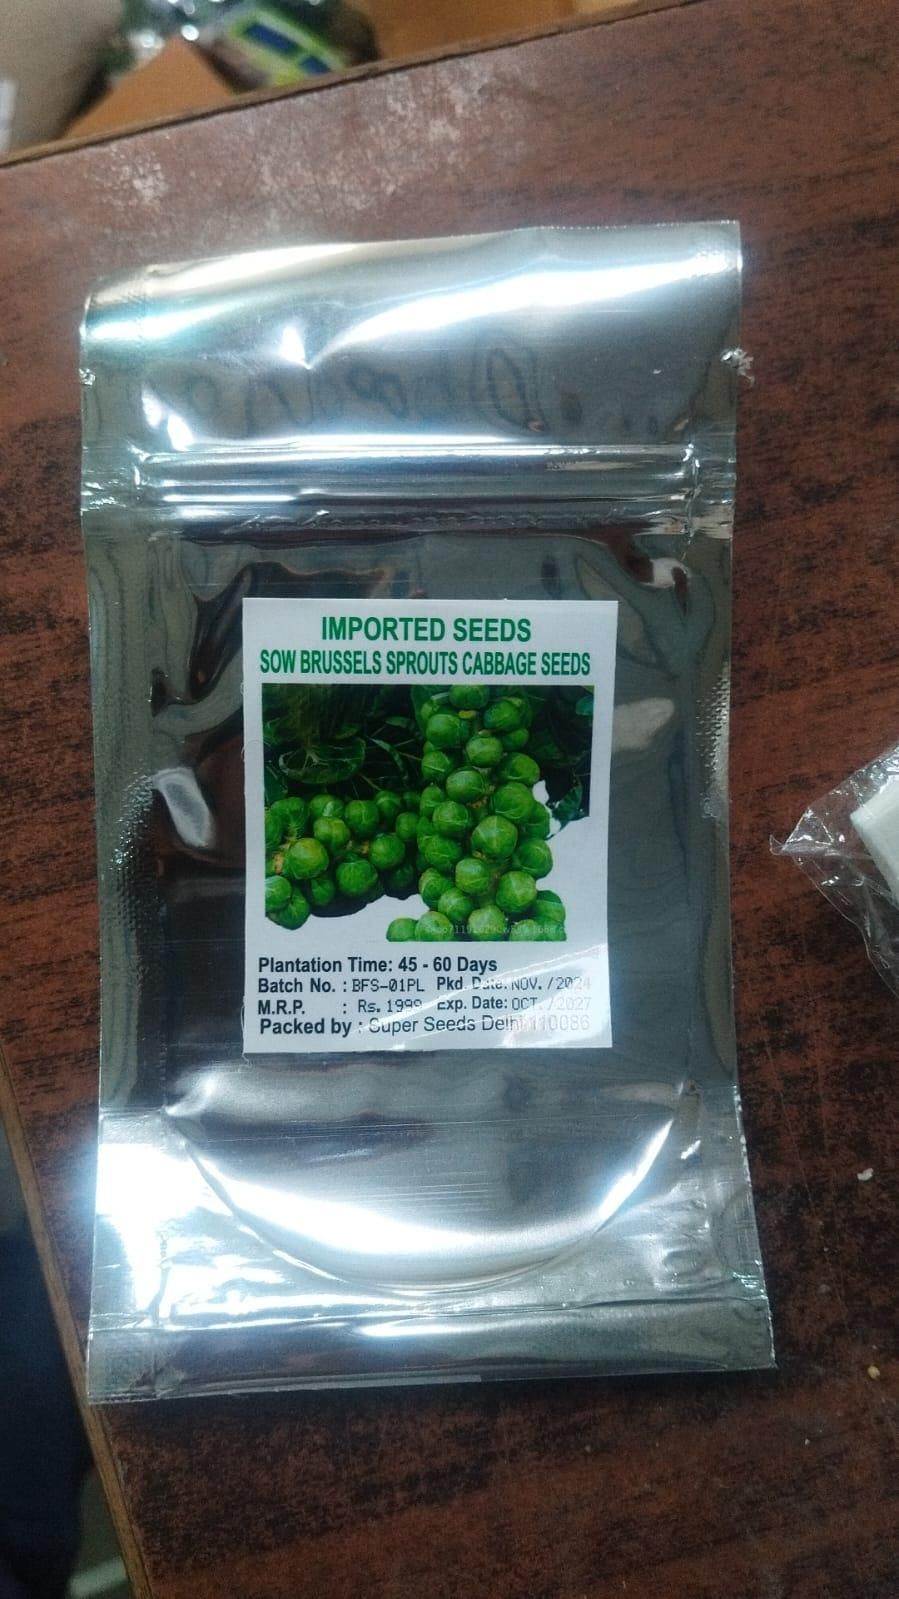 IMPORTED SEEDS
SOW BRUSSELS SPROUTS CABBAGE SEEDS
Plantation Time: 45 - 60 Days
Batch No. : BFS-01PL Pkd. Date: NOV. /2024
M.R.P. : Rs. 1999 Exp. Date: OCT. /2027
Packed by : Super Seeds Delhi 110086